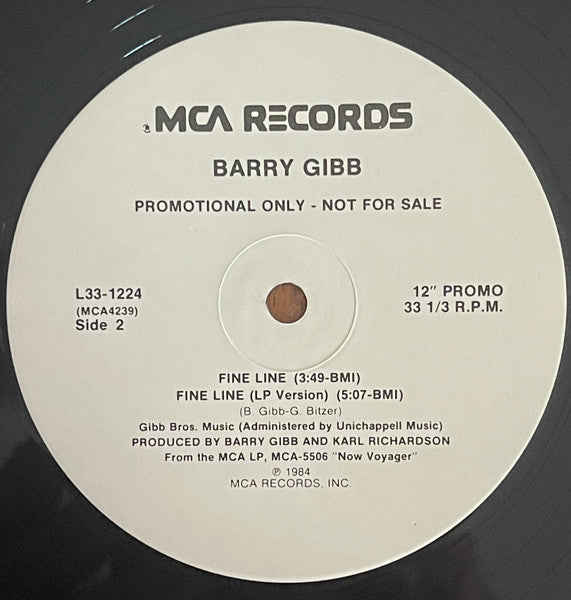 MCA RECORDS
BARRY GIBB
PROMOTIONAL ONLY - NOT FOR SALE
L33-1224
(MCA4239)
Side 2
12" PROMO
33 1/3 R.P.M.
FINE LINE (3:49-BMI)
FINE LINE (LP Version) (5:07-BMI)
(B. Gibb-G. Bitzer)
Gibb Bros. Music (Administered by Unichappell Music)
PRODUCED BY BARRY GIBB AND KARL RICHARDSON
From the MCA LP, MCA-5506 "Now Voyager"
℗ 1984
MCA RECORDS, INC.